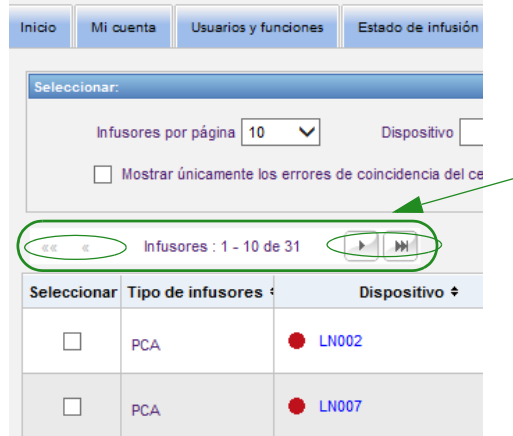 Inicio Mi cuenta Usuarios y funciones Estado de infusión
Seleccionar:
Infusores por página 10 Dispositivo
Mostrar únicamente los errores de coincidencia del ce
«« « Infusores : 1 - 10 de 31
Seleccionar Tipo de infusores Dispositivo
PCA LN002
PCA LN007